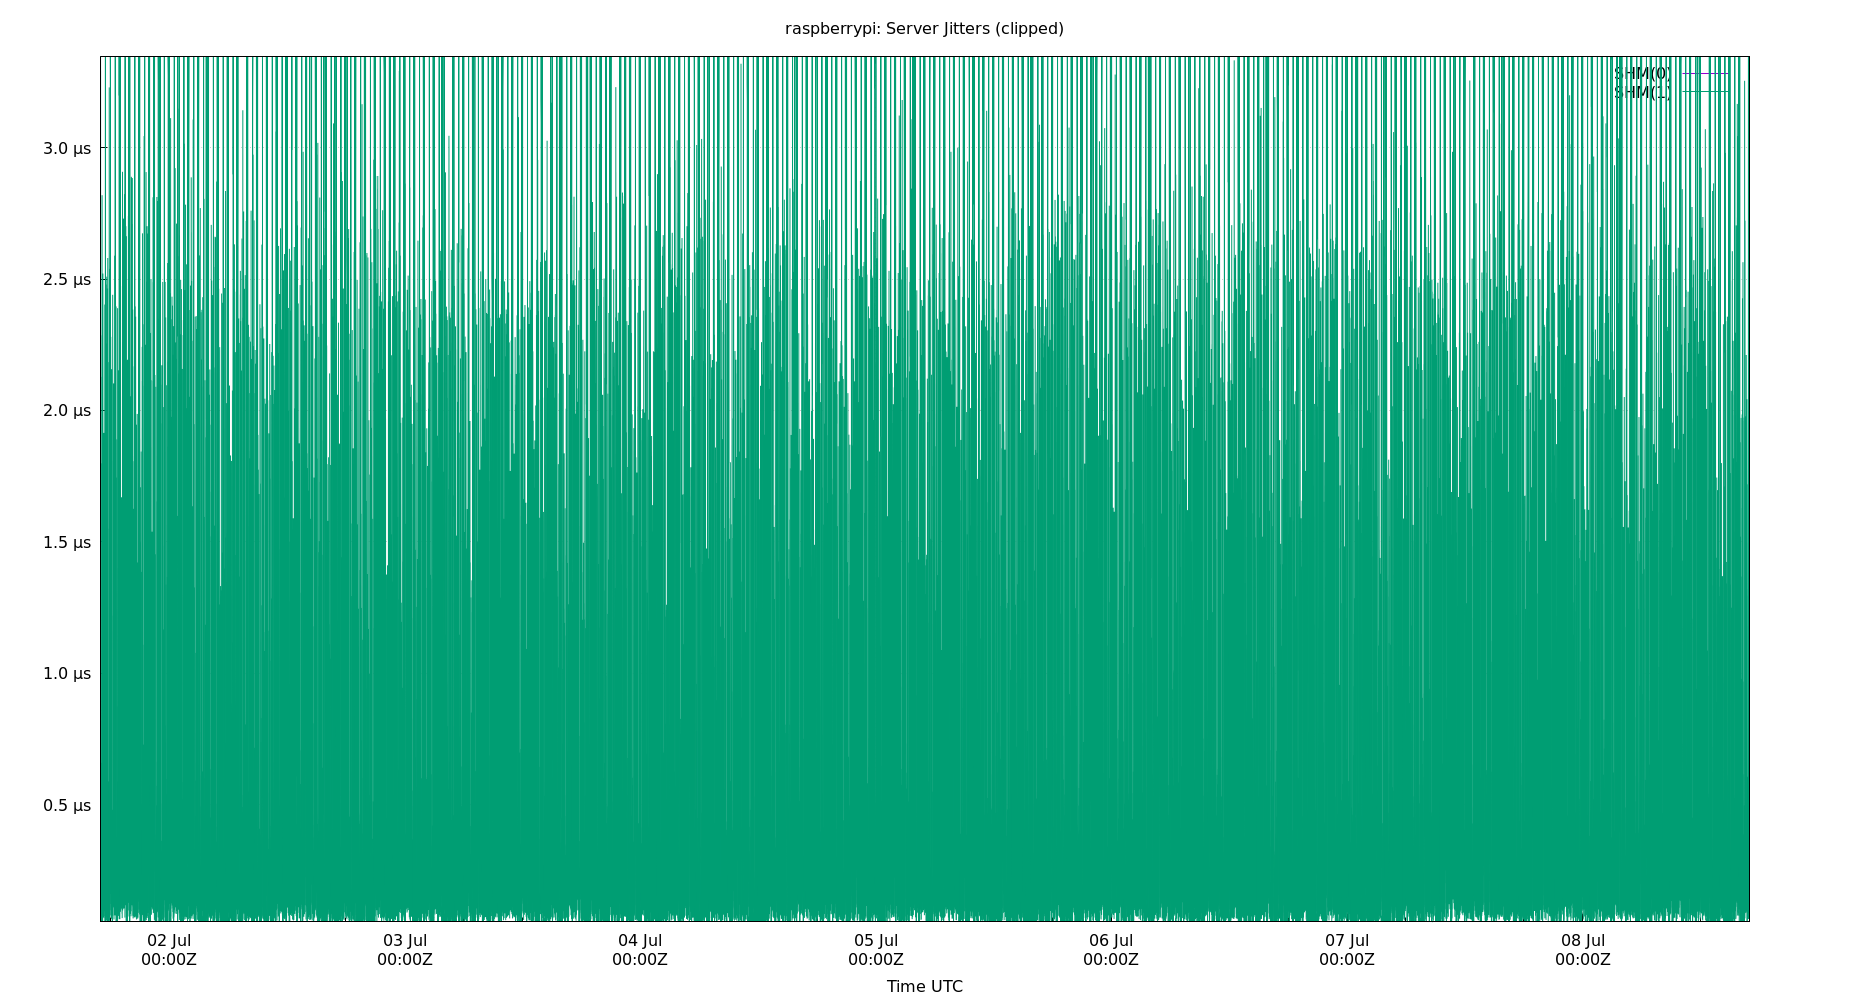 raspberrypi: Server Jitters (clipped)
SHM(0)
SHM(1)
3.0 μs
2.5 μs
2.0 μs
1.5 μs
1.0 μs
0.5 μs
02 Jul 03 Jul 04 Jul 05 Jul 06 Jul 07 Jul 08 Jul
00:00Z 00:00Z 00:00Z 00:00Z 00:00Z 00:00Z 00:00Z
Time UTC